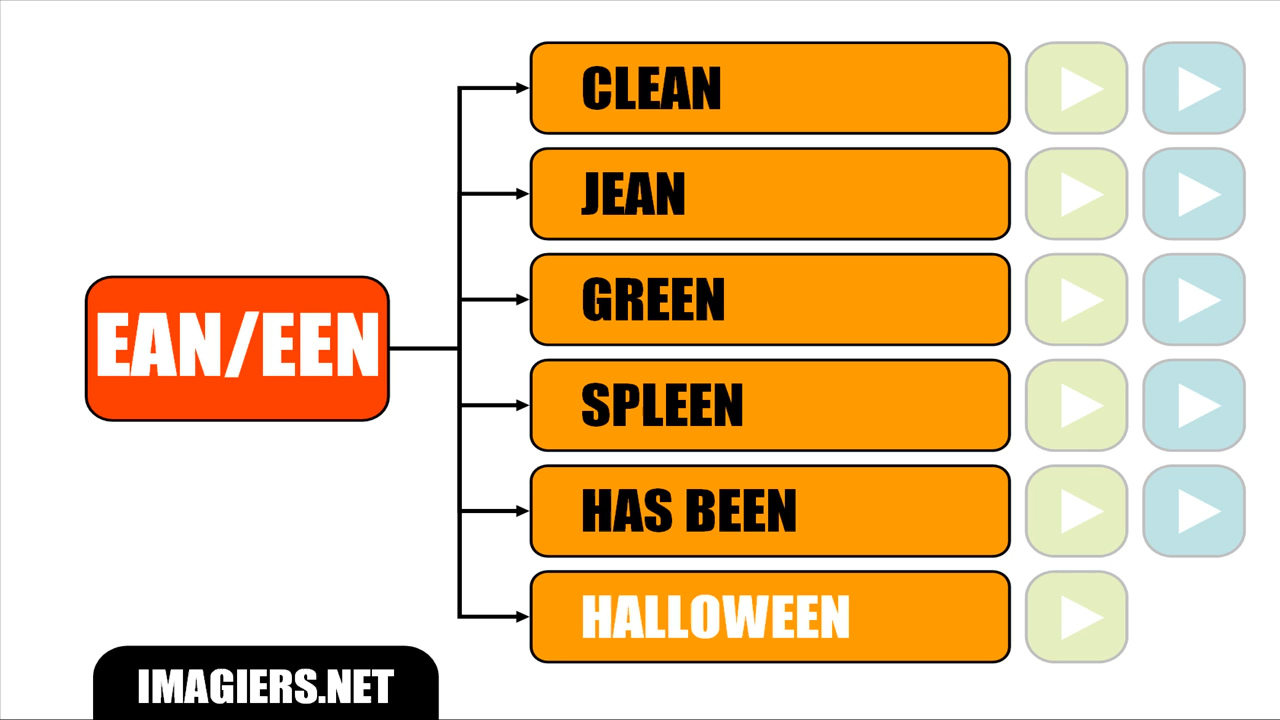 CLEAN
JEAN
GREEN
EAN/EEN
SPLEEN
HAS BEEN
HALLOWEEN
IMAGIERS.NET